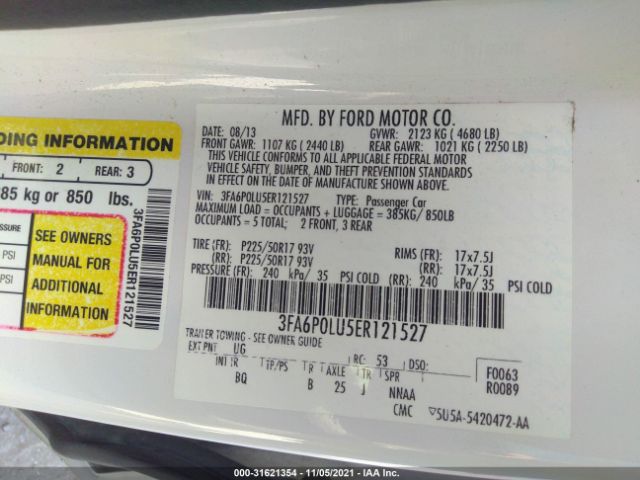 DING INFORMATION
FRONT: 2 REAR: 3
385 kg or 850 lbs.
SSURE
PSI
PSI
SEE OWNERS
MANUAL FOR
ADDITIONAL
INFORMATION
3FA6P0LU5ER121527
MFD. BY FORD MOTOR CO.
DATE: 08/13 GVWR: 2123 KG ( 4680 LB)
FRONT GAWR: 1107 KG ( 2440 LB) REAR GAWR: 1021 KG ( 2250 LB)
THIS VEHICLE CONFORMS TO ALL APPLICABLE FEDERAL MOTOR
VEHICLE SAFETY, BUMPER, AND THEFT PREVENTION STANDARDS
IN EFFECT ON THE DATE OF MANUFACTURE SHOWN ABOVE.
VIN: 3FA6P0LU5ER121527 TYPE: Passenger Car
MAXIMUM LOAD = OCCUPANTS + LUGGAGE = 385KG/ 850LB
OCCUPANTS = 5 TOTAL; 2 FRONT, 3 REAR
TIRE (FR): P225/50R17 93V RIMS (FR): 17x7.5J
(RR): P225/50R17 93V (RR): 17x7.5J
PRESSURE (FR): 240 kPa/ 35 PSI COLD (RR): 240 kPa/ 35 PSI COLD
3FA6P0LU5ER121527
TRAILER TOWING - SEE OWNER GUIDE
EXT PNT UG RC: 53 DSO: F0063
INT TR TP/PS R AXLE TR SPR R0089
BQ B 25 J NNAA
CMC ▽5U5A-5420472-AA
000-31621354 - 11/05/2021 - IAA Inc.